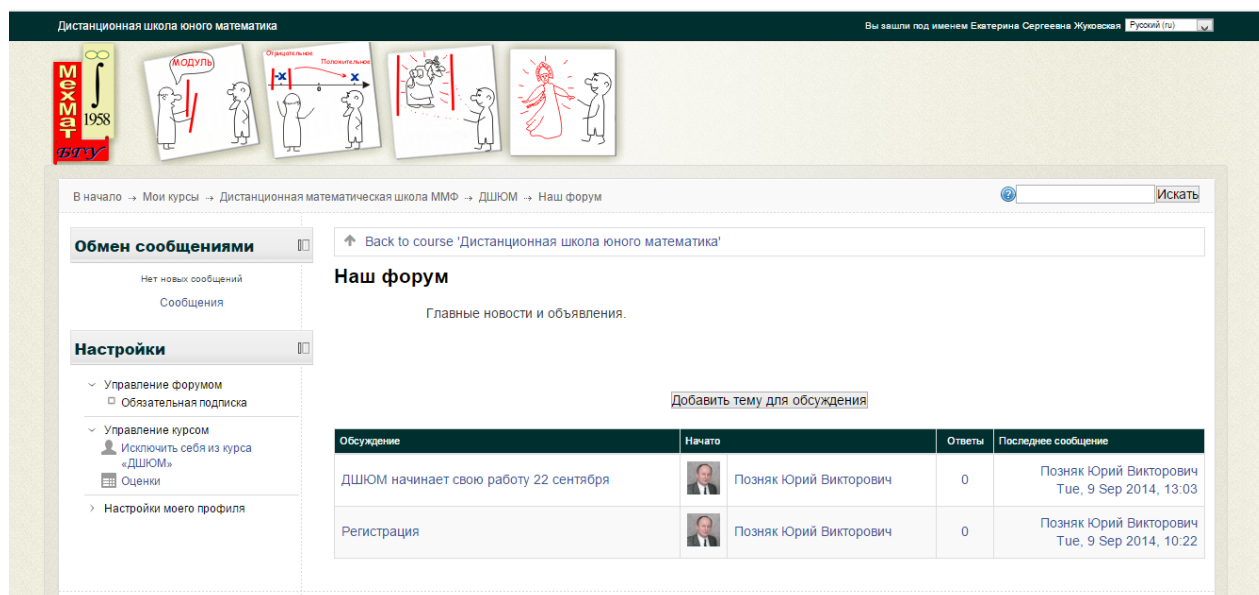 Дистанционная школа юного математика
Вы зашли под именем Екатерина Сергеевна Жуковская Русский (ru)
МехМаТ
1958
БГУ
МОДУЛЬ
Отрицательное
Положительное
-x
x
0
В начало → Мои курсы → Дистанционная математическая школа ММФ → ДШЮМ → Наш форум
Искать
Обмен сообщениями
Нет новых сообщений
Сообщения
Настройки
Управление форумом
Обязательная подписка
Управление курсом
Исключить себя из курса
«ДШЮМ»
Оценки
Настройки моего профиля
Back to course 'Дистанционная школа юного математика'
Наш форум
Главные новости и объявления.
Добавить тему для обсуждения
Обсуждение Начато Ответы Последнее сообщение
ДШЮМ начинает свою работу 22 сентября Позняк Юрий Викторович 0 Позняк Юрий Викторович
Tue, 9 Sep 2014, 13:03
Регистрация Позняк Юрий Викторович 0 Позняк Юрий Викторович
Tue, 9 Sep 2014, 10:22